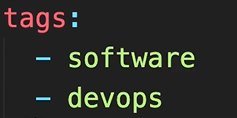 tags:
  - software
  - devops